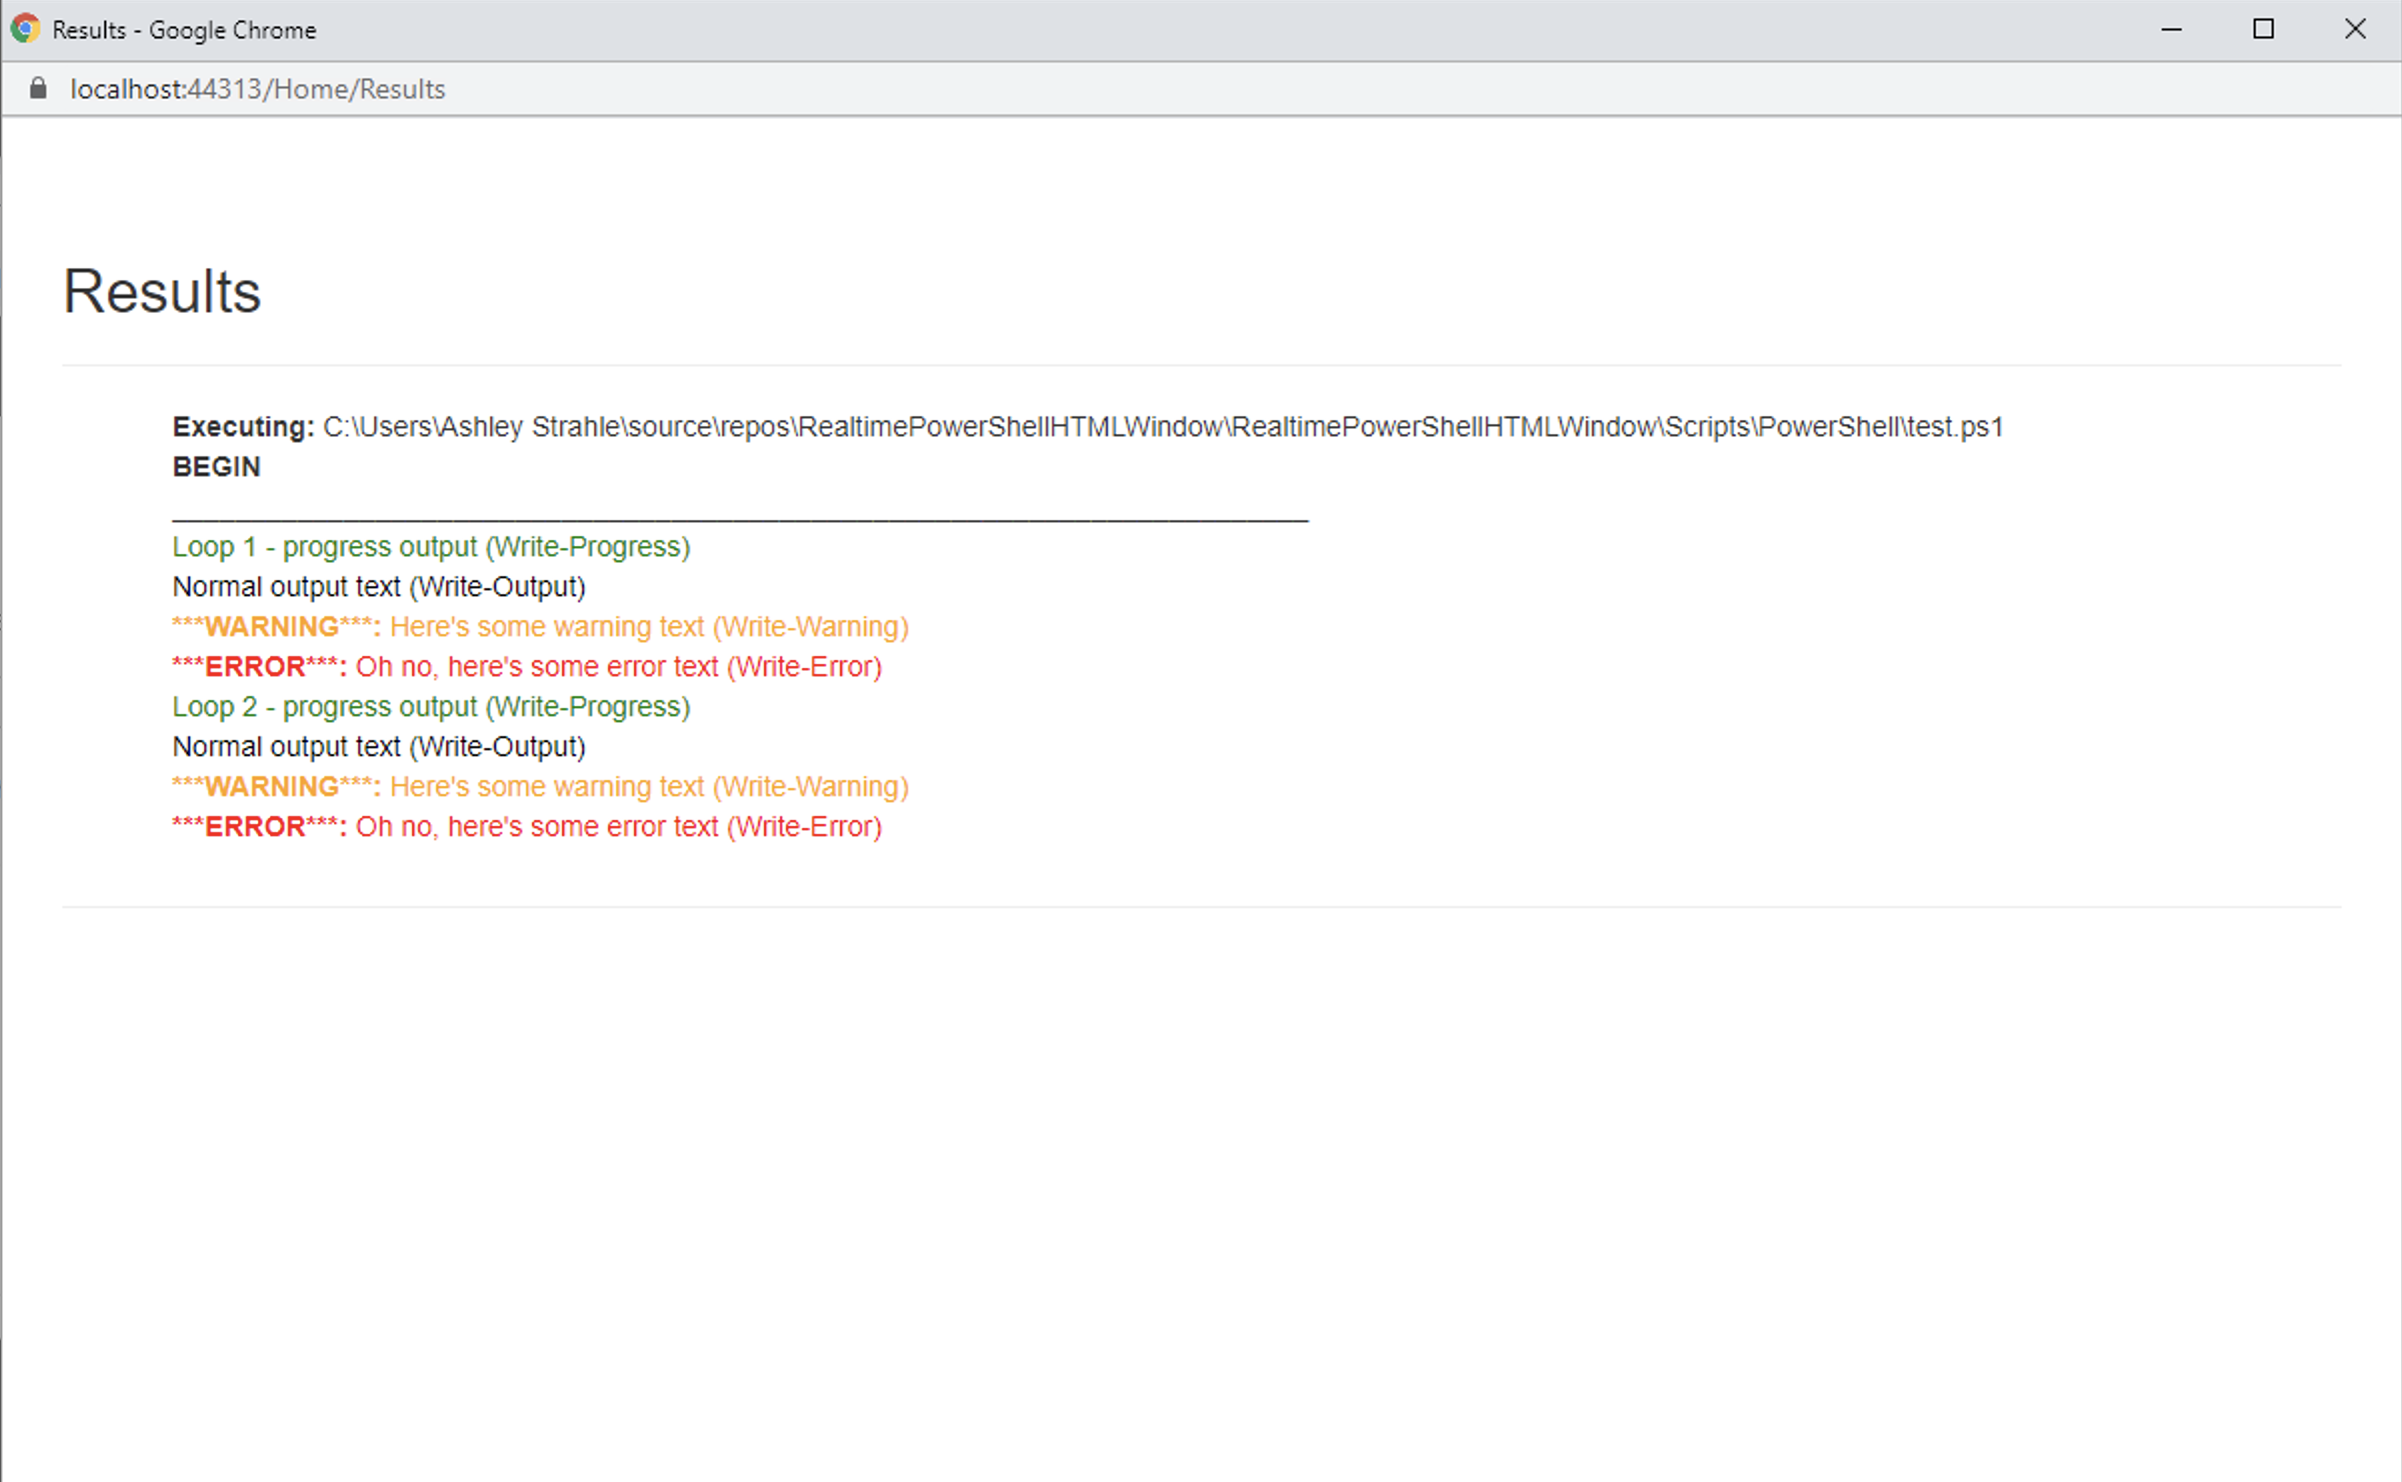 Results - Google Chrome
localhost:44313/Home/Results
Results
Executing: C:\Users\Ashley Strahle\source\repos\RealtimePowerShellHTMLWindow\RealtimePowerShellHTMLWindow\Scripts\PowerShell\test.ps1
BEGIN
_______________________________________________________________________
Loop 1 - progress output (Write-Progress)
Normal output text (Write-Output)
***WARNING***: Here's some warning text (Write-Warning)
***ERROR***: Oh no, here's some error text (Write-Error)
Loop 2 - progress output (Write-Progress)
Normal output text (Write-Output)
***WARNING***: Here's some warning text (Write-Warning)
***ERROR***: Oh no, here's some error text (Write-Error)